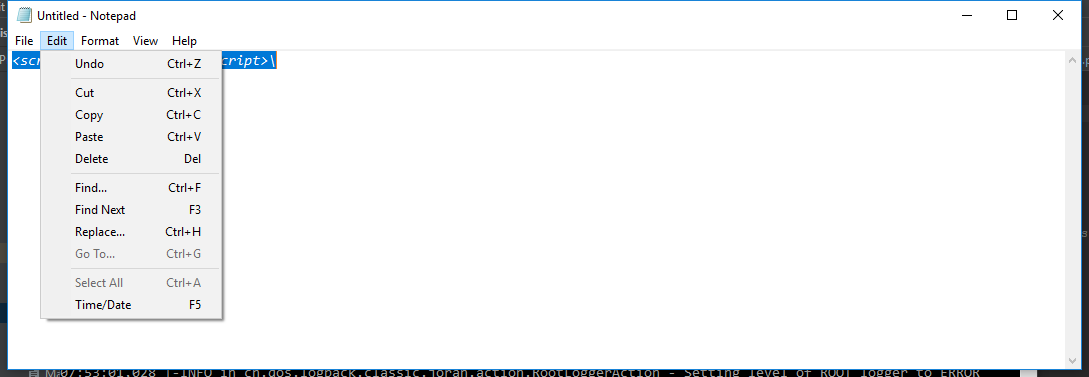 Untitled - Notepad
File Edit Format View Help
<scr cript>\
Undo Ctrl+Z
Cut Ctrl+X
Copy Ctrl+C
Paste Ctrl+V
Delete Del
Find... Ctrl+F
Find Next F3
Replace... Ctrl+H
Go To... Ctrl+G
Select All Ctrl+A
Time/Date F5
07:53:01.028 |-INFO in ch.qos.logback.classic.joran.action.RootLoggerAction - Setting level of ROOT logger to ERROR